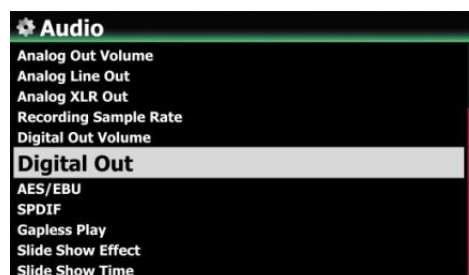 Audio
Analog Out Volume
Analog Line Out
Analog XLR Out
Recording Sample Rate
Digital Out Volume
Digital Out
AES/EBU
SPDIF
Gapless Play
Slide Show Effect
Slide Show Time